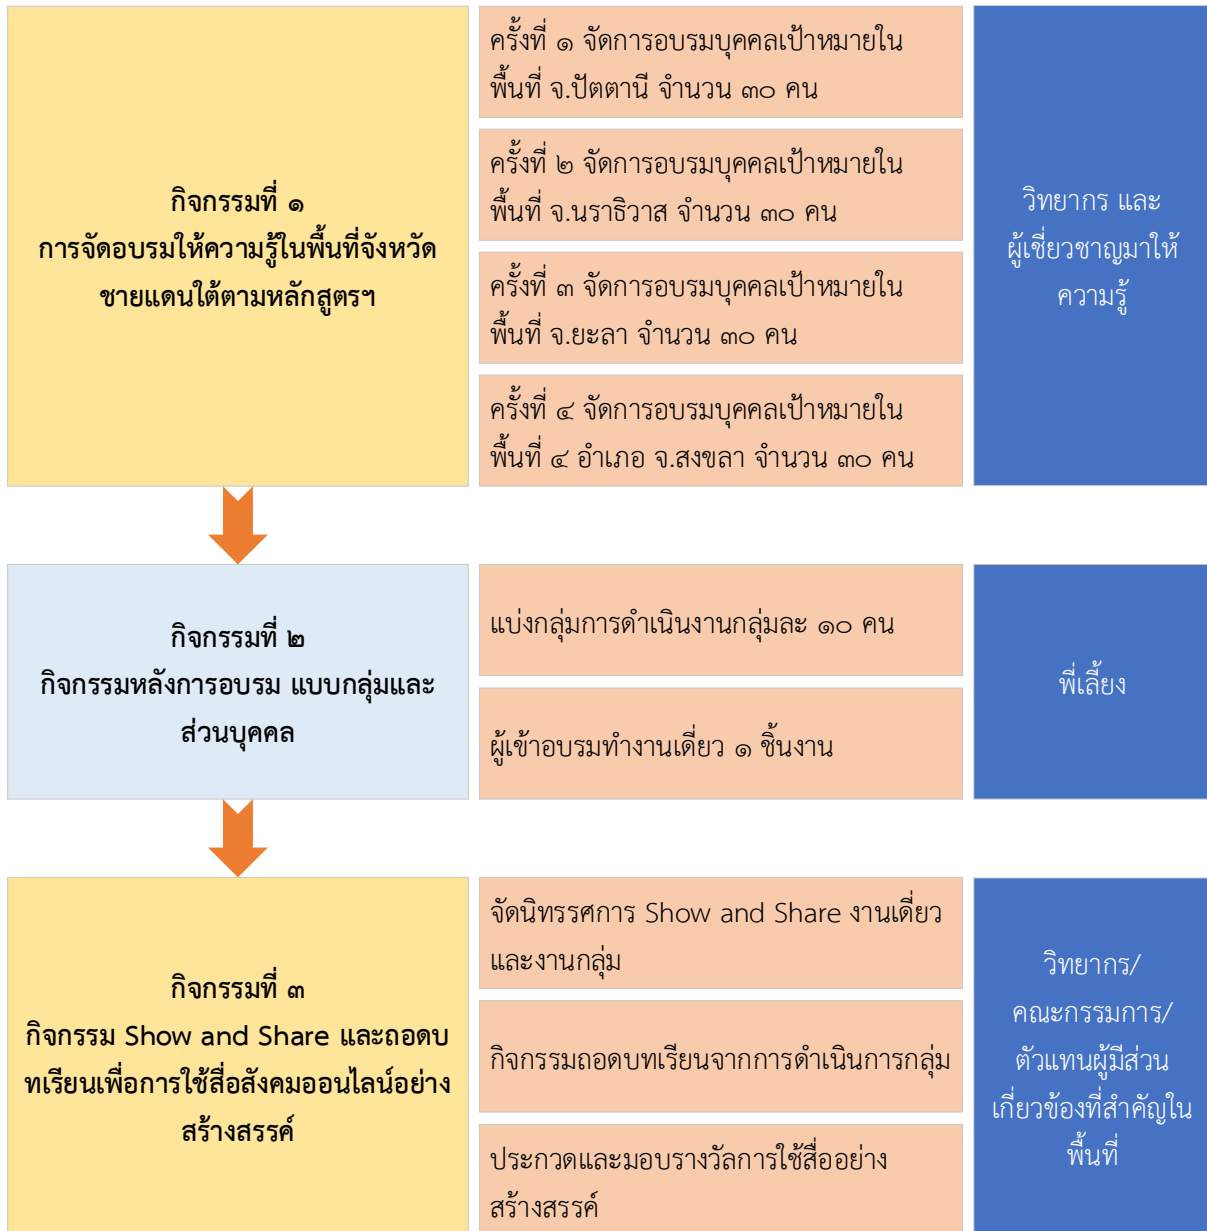 กิจกรรมที่ ๑
การจัดอบรมให้ความรู้ในพื้นที่จังหวัด
ชายแดนใต้ตามหลักสูตรฯ
ครั้งที่ ๑ จัดการอบรมบุคคลเป้าหมายใน
พื้นที่ จ.ปัตตานี จำนวน ๓๐ คน
ครั้งที่ ๒ จัดการอบรมบุคคลเป้าหมายใน
พื้นที่ จ.นราธิวาส จำนวน ๓๐ คน
ครั้งที่ ๓ จัดการอบรมบุคคลเป้าหมายใน
พื้นที่ จ.ยะลา จำนวน ๓๐ คน
ครั้งที่ ๔ จัดการอบรมบุคคลเป้าหมายใน
พื้นที่ ๔ อำเภอ จ.สงขลา จำนวน ๓๐ คน
วิทยากร และ
ผู้เชี่ยวชาญมาให้
ความรู้
กิจกรรมที่ ๒
กิจกรรมหลังการอบรม แบบกลุ่มและ
ส่วนบุคคล
แบ่งกลุ่มการดำเนินงานกลุ่มละ ๑๐ คน
ผู้เข้าอบรมทำงานเดี่ยว ๑ ชิ้นงาน
พี่เลี้ยง
กิจกรรมที่ ๓
กิจกรรม Show and Share และถอดบ
ทเรียนเพื่อการใช้สื่อสังคมออนไลน์อย่าง
สร้างสรรค์
จัดนิทรรศการ Show and Share งานเดี่ยว
และงานกลุ่ม
กิจกรรมถอดบทเรียนจากการดำเนินการกลุ่ม
ประกวดและมอบรางวัลการใช้สื่ออย่าง
สร้างสรรค์
วิทยากร/
คณะกรรมการ/
ตัวแทนผู้มีส่วน
เกี่ยวข้องที่สำคัญใน
พื้นที่